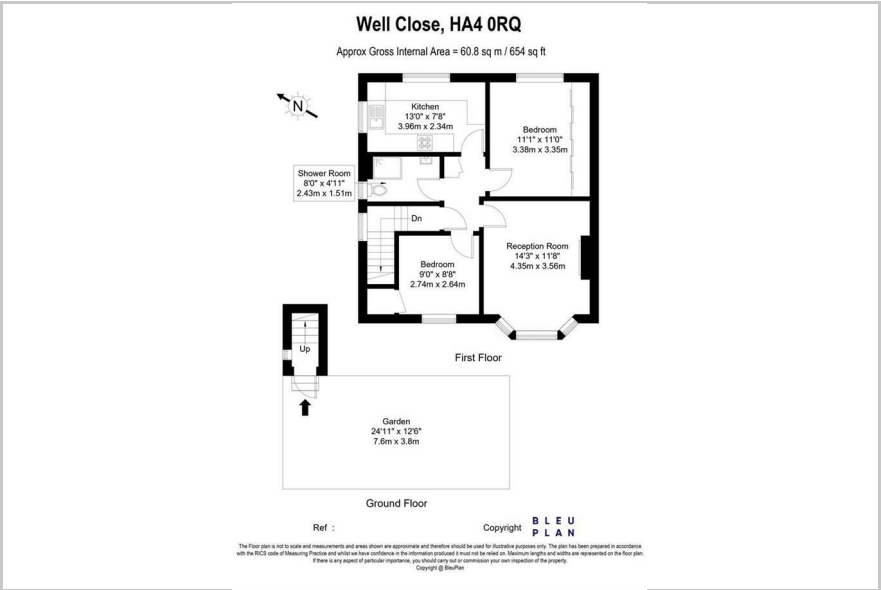 Well Close, HA4 0RQ
Approx Gross Internal Area = 60.8 sq m / 654 sq ft
N
Kitchen
13'0" x 7'8"
3.96m x 2.34m
Bedroom
11'1" x 11'0"
3.38m x 3.35m
Shower Room
8'0" x 4'11"
2.43m x 1.51m
Dn
Reception Room
14'3" x 11'8"
4.35m x 3.56m
Bedroom
9'0" x 8'8"
2.74m x 2.64m
Up
First Floor
Garden
24'11" x 12'6"
7.6m x 3.8m
Ground Floor
Ref :
Copyright
BLEU
PLAN
The Floor plan is not to scale and measurements and areas shown are approximate and therefore should be used for illustrative purposes only. The plan has been prepared in accordance
with the RICS code of Measuring Practice and whilst we have confidence in the information produced it must not be relied on. Maximum lengths and widths are represented on the floor plan.
If there is any aspect of particular importance, you should carry out or commission your own inspection of the property.
Copyright @ BleuPlan